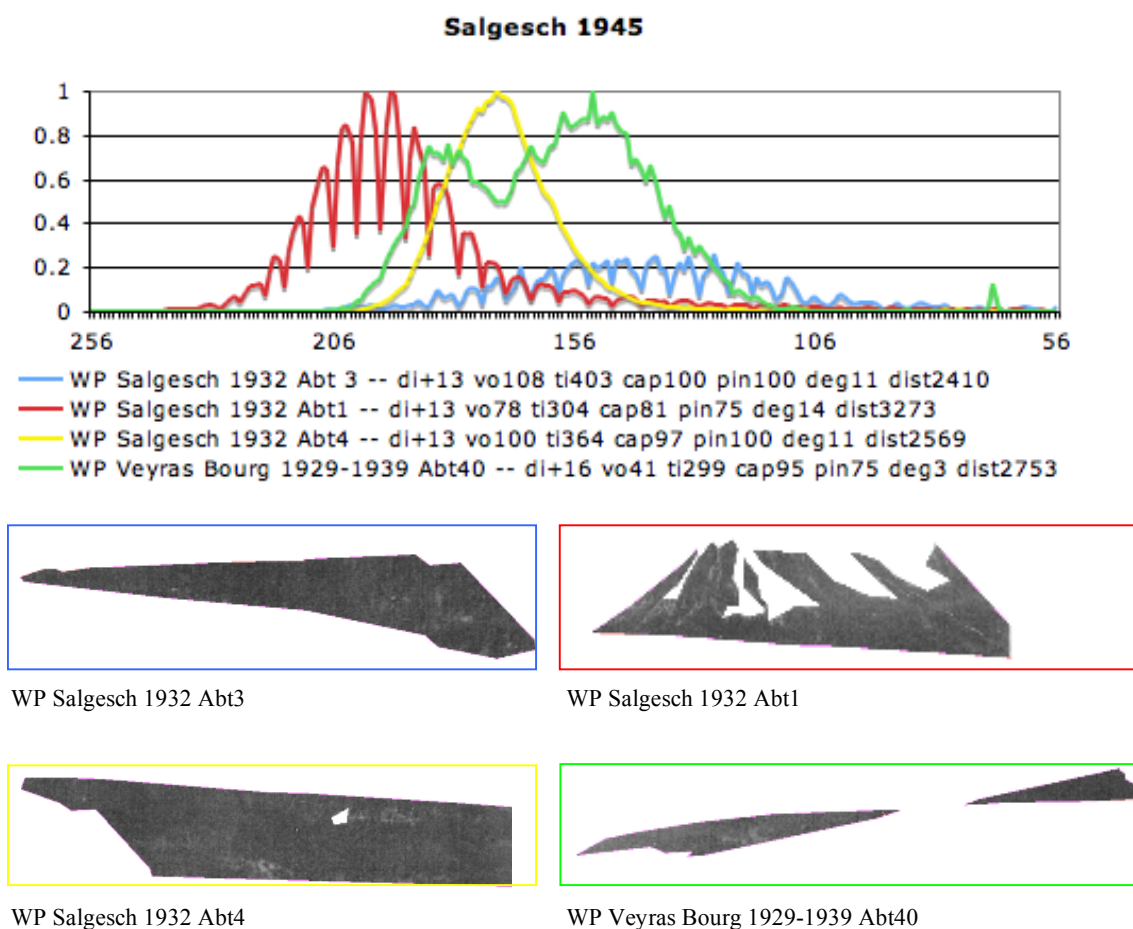 Salgesch 1945
1
0.8
0.6
0.4
0.2
0
256 206 156 106 56
WP Salgesch 1932 Abt 3 -- di+13 vo108 ti403 cap100 pin100 deg11 dist2410
WP Salgesch 1932 Abt1 -- di+13 vo78 ti304 cap81 pin75 deg14 dist3273
WP Salgesch 1932 Abt4 -- di+13 vo100 ti364 cap97 pin100 deg11 dist2569
WP Veyras Bourg 1929-1939 Abt40 -- di+16 vo41 ti299 cap95 pin75 deg3 dist2753
WP Salgesch 1932 Abt3
WP Salgesch 1932 Abt1
WP Salgesch 1932 Abt4
WP Veyras Bourg 1929-1939 Abt40